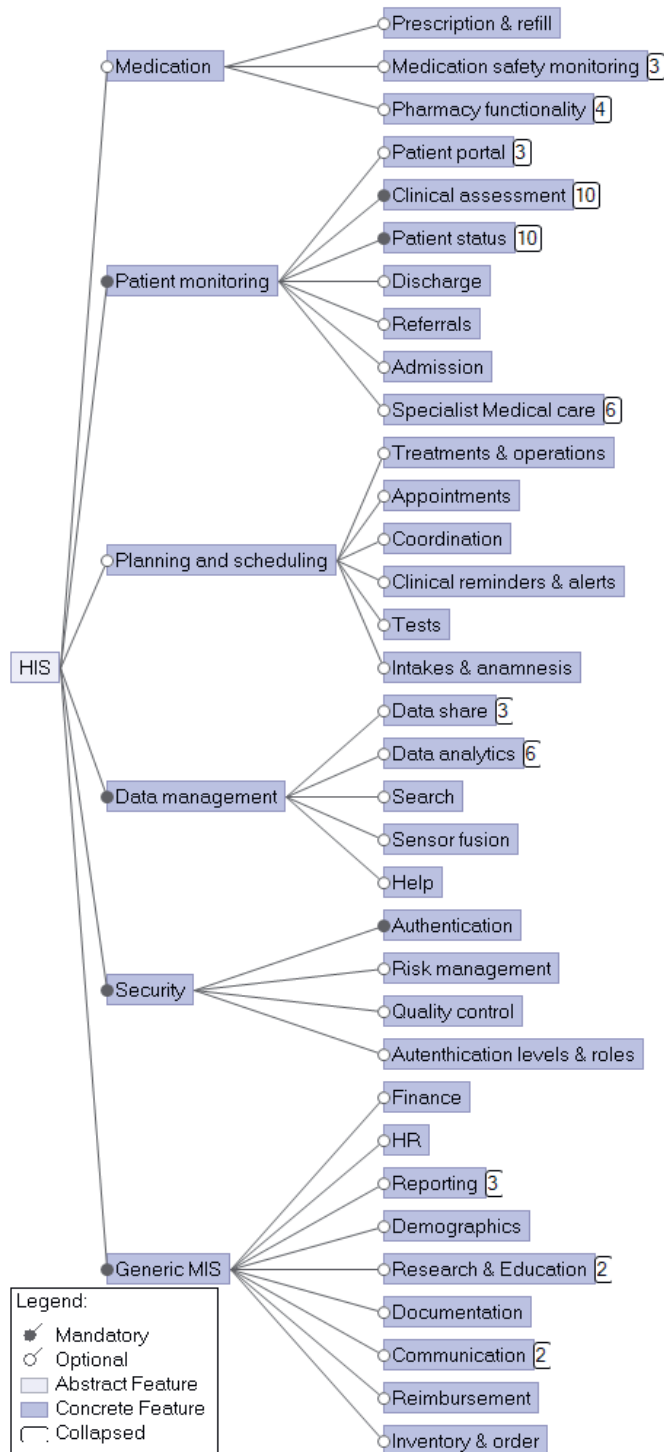 Prescription & refill
Medication
Medication safety monitoring 3
Pharmacy functionality 4
Patient portal 3
Clinical assessment 10
Patient status 10
Patient monitoring
Discharge
Referrals
Admission
Specialist Medical care 6
Treatments & operations
Appointments
Coordination
Planning and scheduling
Clinical reminders & alerts
Tests
HIS
Intakes & anamnesis
Data share 3
Data analytics 6
Data management
Search
Sensor fusion
Help
Authentication
Risk management
Security
Quality control
Autenthication levels & roles
Finance
HR
Reporting 3
Demographics
Generic MIS
Research & Education 2
Documentation
Communication 2
Reimbursement
Inventory & order
Legend:
Mandatory
Optional
Abstract Feature
Concrete Feature
Collapsed